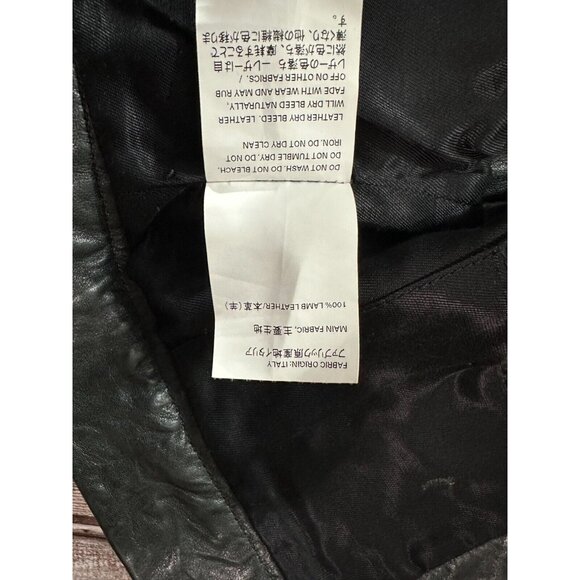 FABRIC ORIGIN: ITALY
ファブリック原産地イタリア
MAIN FABRIC, 主要生地
100% LAMB LEATHER/本革（羊）
DO NOT WASH. DO NOT BLEACH.
DO NOT TUMBLE DRY. DO NOT
IRON. DO NOT DRY CLEAN
LEATHER DRY BLEED. LEATHER
WILL DRY BLEED NATURALLY,
FADE WITH WEAR AND MAY RUB
OFF ON OTHER FABRICS. /
レザーの色落ち ーレザーは自
然に色が落ち、摩耗することで
薄くなり、他の繊維に色が移りま
す。